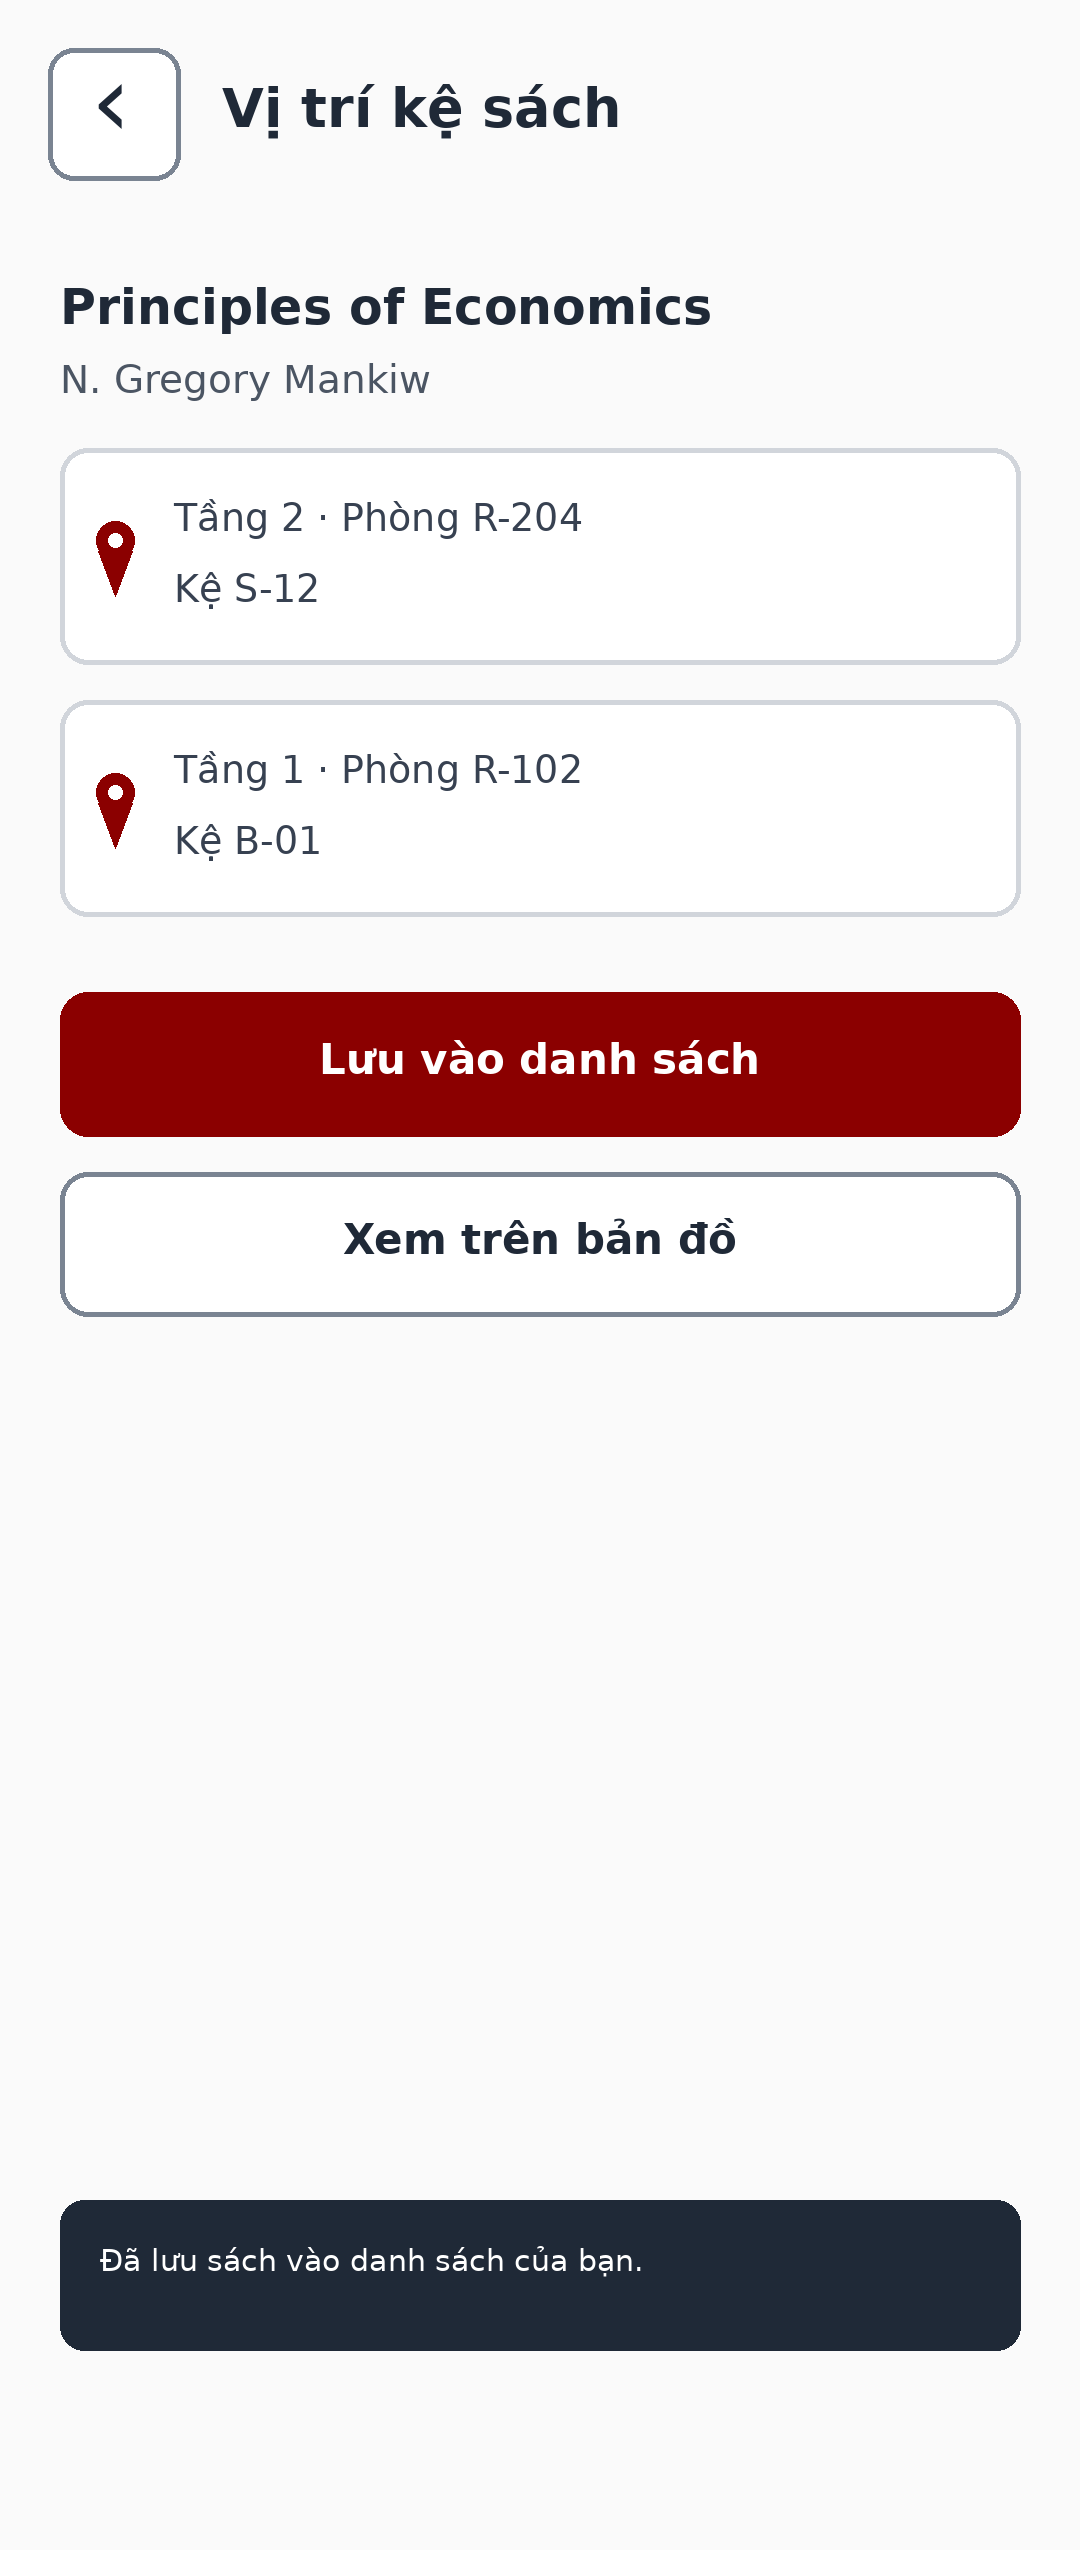 Vị trí kệ sách
Principles of Economics
N. Gregory Mankiw
Tầng 2 · Phòng R-204
Kệ S-12
Tầng 1 · Phòng R-102
Kệ B-01
Lưu vào danh sách
Xem trên bản đồ
Đã lưu sách vào danh sách của bạn.